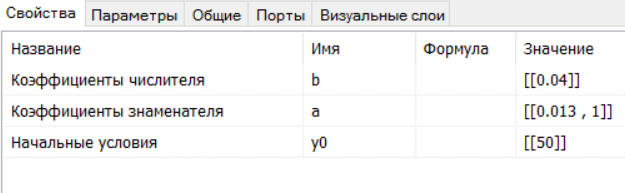 Свойства Параметры Общие Порты Визуальные слои
Название Имя Формула Значение
Коэффициенты числителя b [[0.04]]
Коэффициенты знаменателя a [[0.013 , 1]]
Начальные условия y0 [[50]]